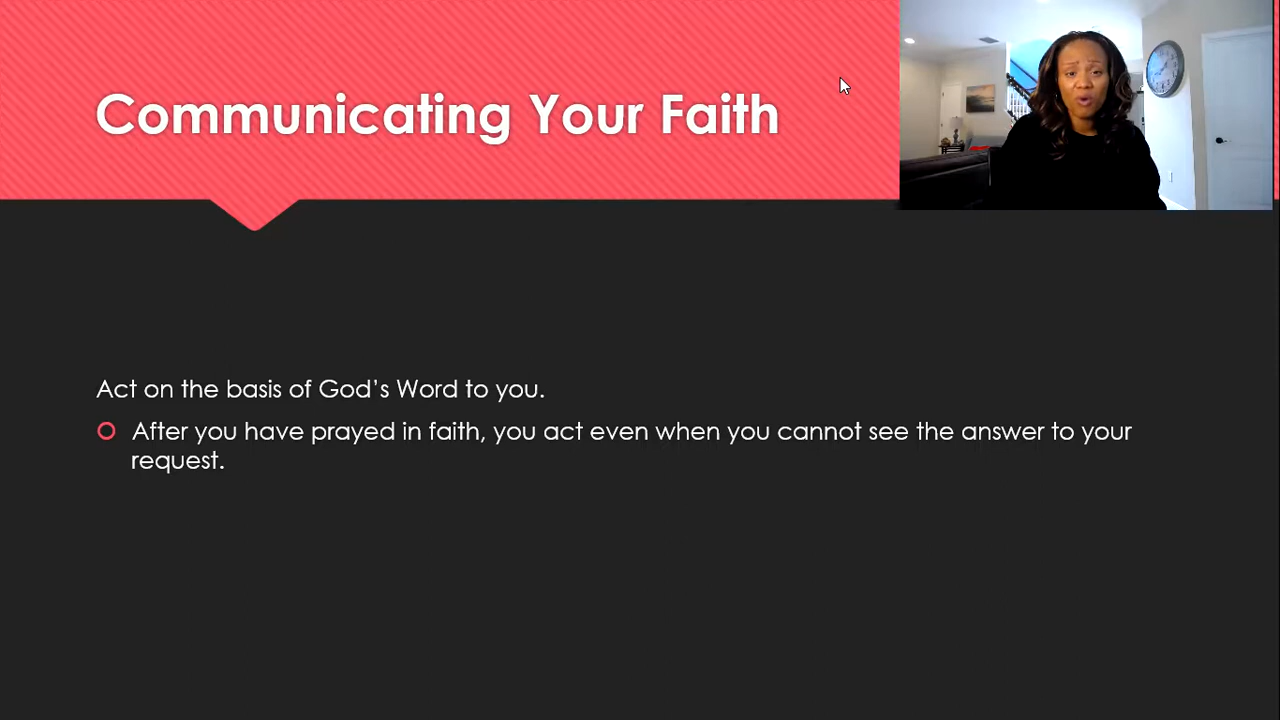 Communicating Your Faith
Act on the basis of God’s Word to you.
After you have prayed in faith, you act even when you cannot see the answer to your
request.